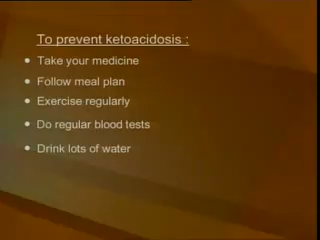 To prevent ketoacidosis :
• Take your medicine
• Follow meal plan
• Exercise regularly
• Do regular blood tests
• Drink lots of water